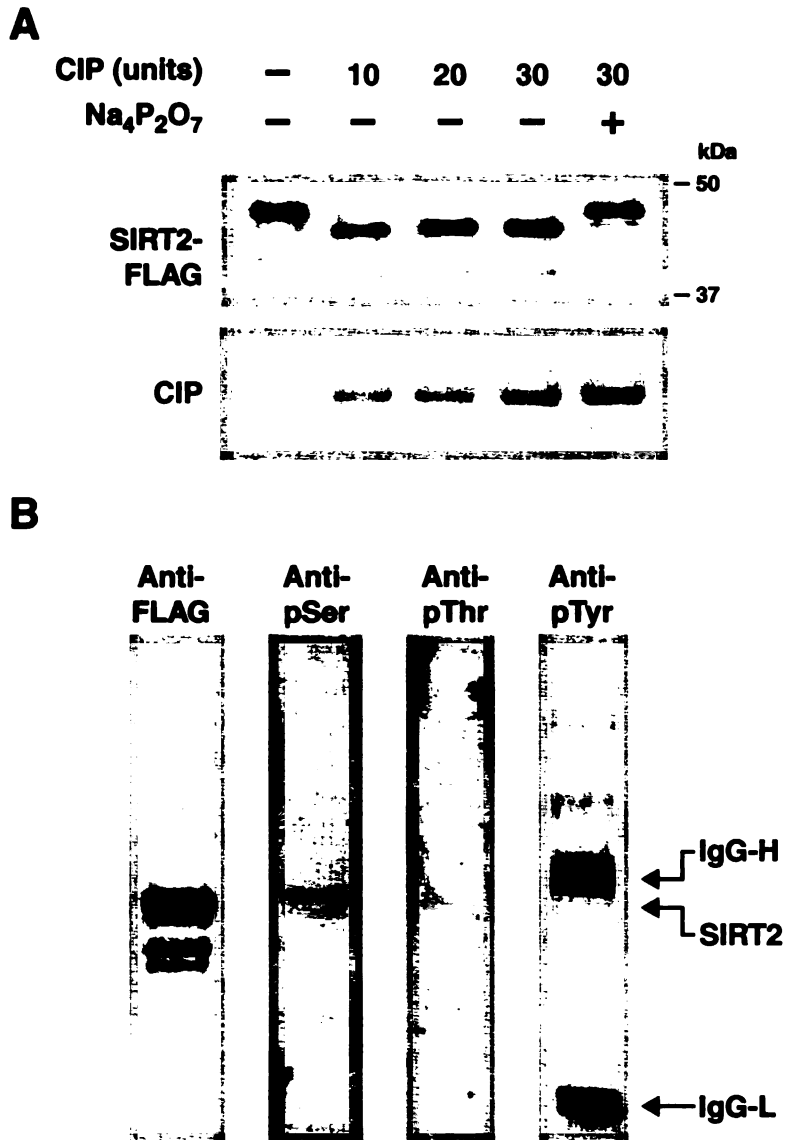 A
CIP (units) – 10 20 30 30
Na₄P₂O₇ – – – – +
kDa
50
SIRT2-
FLAG
37
CIP
B
Anti- Anti- Anti- Anti-
FLAG pSer pThr pTyr
IgG-H
SIRT2
IgG-L